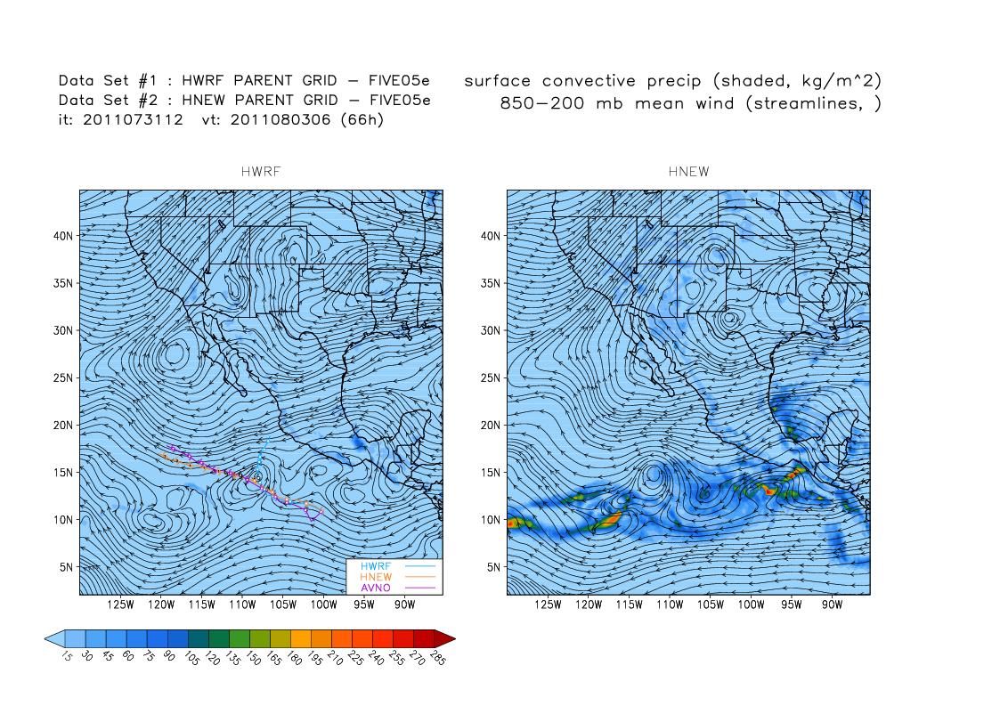 Data Set #1 : HWRF PARENT GRID – FIVE05e
Data Set #2 : HNEW PARENT GRID – FIVE05e
it: 2011073112  vt: 2011080306 (66h)
surface convective precip (shaded, kg/m^2)
850–200 mb mean wind (streamlines, )
HWRF
HNEW
40N
35N
30N
25N
20N
15N
10N
5N
125W 120W 115W 110W 105W 100W 95W 90W
HWRF
HNEW
AVNO
40N
35N
30N
25N
20N
15N
10N
5N
125W 120W 115W 110W 105W 100W 95W 90W
15 30 45 60 75 90 105 120 135 150 165 180 195 210 225 240 255 270 285